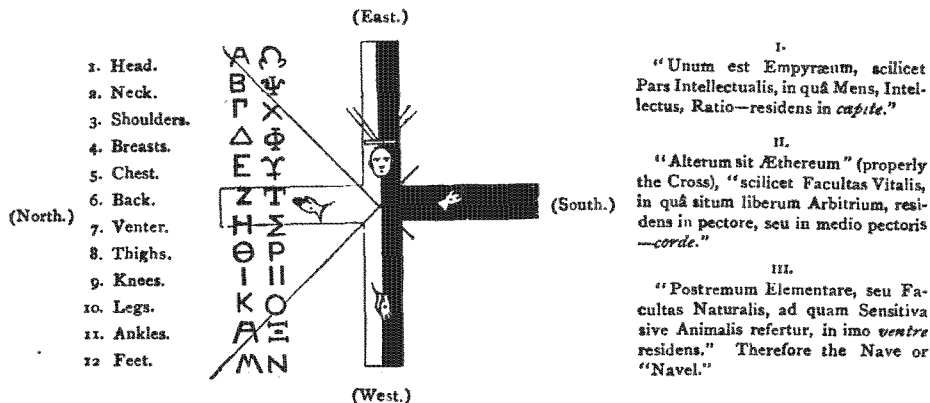 (East.)
1. Head.
2. Neck.
3. Shoulders.
4. Breasts.
5. Chest.
6. Back.
7. Venter.
8. Thighs.
9. Knees.
10. Legs.
11. Ankles.
12 Feet.
(North.)
Α Ω
Β Ψ
Γ Χ
Δ Φ
Ε Υ
Ζ Τ
Η Σ
Θ Ρ
Ι Π
Κ Ο
Λ Ξ
Μ Ν
(South.)
(West.)
I.
“Unum est Empyræum, scilicet
Pars Intellectualis, in quâ Mens, Intel-
lectus, Ratio—residens in capite.”
II.
“Alterum sit Æthereum” (properly
the Cross), “scilicet Facultas Vitalis,
in quâ situm liberum Arbitrium, resi-
dens in pectore, seu in medio pectoris
—corde.”
III.
“Postremum Elementare, seu Fa-
cultas Naturalis, ad quam Sensitiva
sive Animalis refertur, in imo ventre
residens.” Therefore the Nave or
“Navel.”